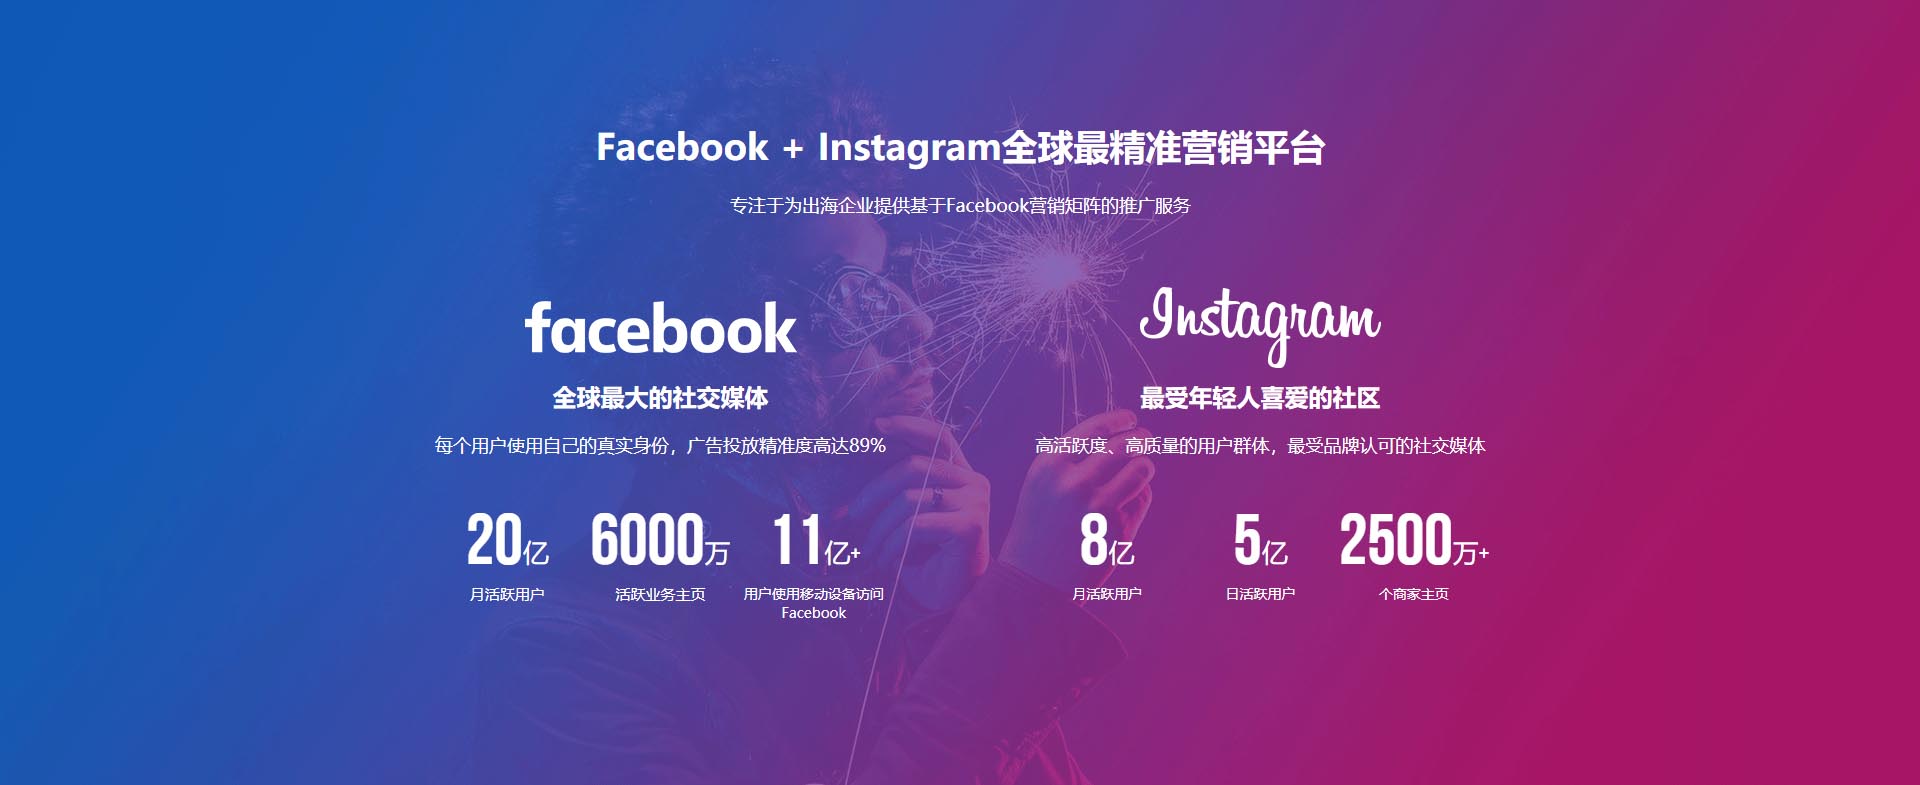 Facebook + Instagram全球最精准营销平台
专注于为出海企业提供基于Facebook营销矩阵的推广服务
facebook
全球最大的社交媒体
每个用户使用自己的真实身份，广告投放精准度高达89%
20亿
月活跃用户
6000万
活跃业务主页
11亿+
用户使用移动设备访问
Facebook
Instagram
最受年轻人喜爱的社区
高活跃度、高质量的用户群体，最受品牌认可的社交媒体
8亿
月活跃用户
5亿
日活跃用户
2500万+
个商家主页